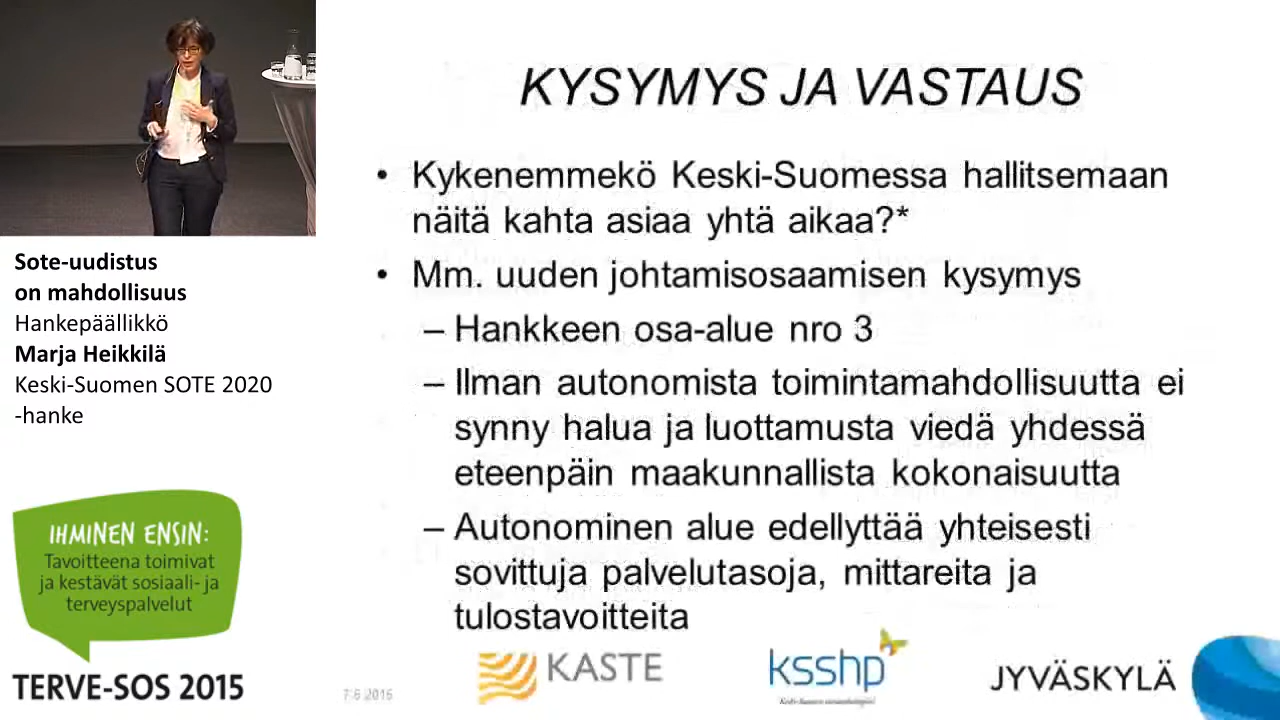 KYSYMYS JA VASTAUS
• Kykenemmekö Keski-Suomessa hallitsemaan
näitä kahta asiaa yhtä aikaa?*
• Mm. uuden johtamisosaamisen kysymys
– Hankkeen osa-alue nro 3
– Ilman autonomista toimintamahdollisuutta ei
synny halua ja luottamusta viedä yhdessä
eteenpäin maakunnallista kokonaisuutta
– Autonominen alue edellyttää yhteisesti
sovittuja palvelutasoja, mittareita ja
tulostavoitteita
Sote-uudistus
on mahdollisuus
Hankepäällikkö
Marja Heikkilä
Keski-Suomen SOTE 2020
-hanke
IHMINEN ENSIN:
Tavoitteena toimivat
ja kestävät sosiaali- ja
terveyspalvelut
TERVE-SOS 2015
KASTE
ksshp
JYVÄSKYLÄ